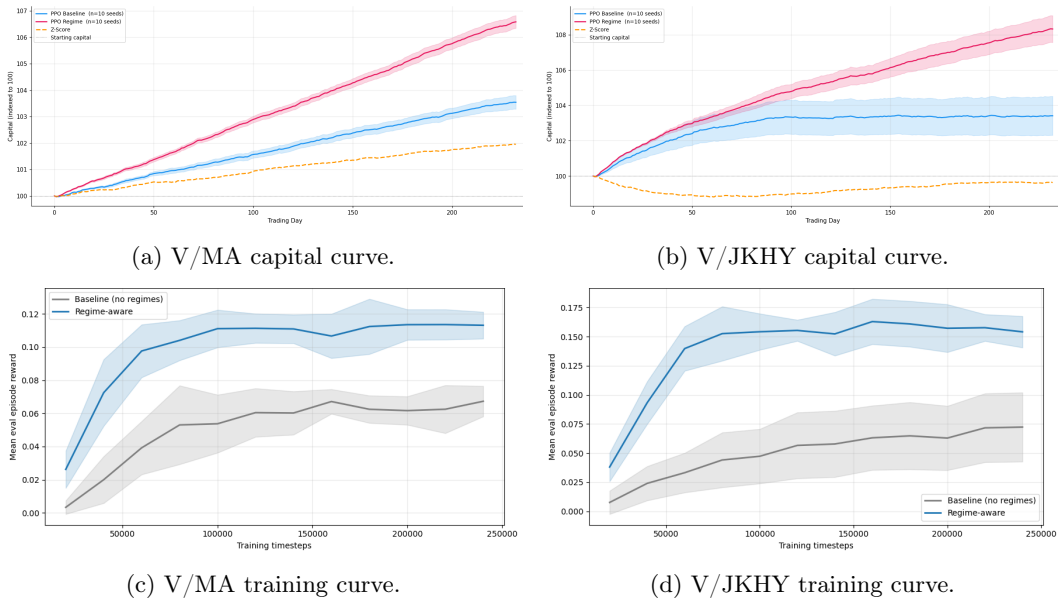 107
106
105
104
103
102
101
100
Capital (indexed to 100)
PPO Baseline (n=10 seeds)
PPO Regime (n=10 seeds)
Z-Score
Starting capital
0
50
100
150
200
Trading Day
(a) V/MA capital curve.
108
106
104
102
100
Capital (indexed to 100)
PPO Baseline (n=10 seeds)
PPO Regime (n=10 seeds)
Z-Score
Starting capital
0
50
100
150
200
Trading Day
(b) V/JKHY capital curve.
0.12
0.10
0.08
0.06
0.04
0.02
0.00
Mean eval episode reward
Baseline (no regimes)
Regime-aware
50000
100000
150000
200000
250000
Training timesteps
(c) V/MA training curve.
0.175
0.150
0.125
0.100
0.075
0.050
0.025
0.000
Mean eval episode reward
Baseline (no regimes)
Regime-aware
50000
100000
150000
200000
250000
Training timesteps
(d) V/JKHY training curve.